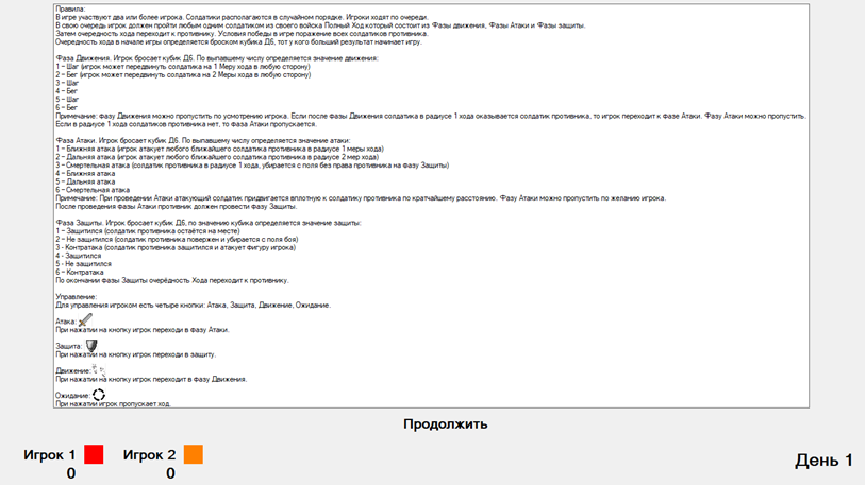 Правила:
В игре участвуют два или более игрока. Солдатики располагаются в случайном порядке. Игроки ходят по очереди.
В свою очередь игрок должен пройти любым одним солдатиком из своего войска Полный Ход который состоит из Фазы движения, Фазы Атаки и Фазы защиты.
Затем очередность хода переходит к противнику. Условия победы в игре поражение всех солдатиков противника.
Очередность хода в начале игры определяется броском кубика Д6, тот у кого больший результат начинает игру.
Фаза Движения. Игрок бросает кубик Д6. По выпавшему числу определяется значение движения:
1 – Шаг (игрок может передвинуть солдатика на 1 Меру хода в любую сторону)
2 – Бег (игрок может передвинуть солдатика на 2 Меры хода в любую сторону)
3 – Шаг
4 – Бег
5 – Шаг
6 – Бег
Примечание: Фазу Движения можно пропустить по усмотрению игрока. Если после фазы Движения солдатика в радиусе 1 хода оказывается солдатик противника, то игрок переходит к фазе Атаки. Фазу Атаки можно пропустить.
Если в радиусе 1 хода солдатиков противника нет, то фаза Атаки пропускается.
Фаза Атаки. Игрок бросает кубик Д6. По выпавшему числу определяется значение атаки:
1 – Ближняя атака (игрок атакует любого ближайшего солдатика противника в радиусе 1 меры хода)
2 – Дальняя атака (игрок атакует любого ближайшего солдатика противника в радиусе 2 мер хода)
3 – Смертельная атака (солдатик противника в радиусе 1 хода, убирается с поля без права противника на фазу Защиты)
4 – Ближняя атака
5 – Дальняя атака
6 – Смертельная атака
Примечание: При проведении Атаки атакующий солдатик придвигается вплотную к солдатику противника по кратчайшему расстоянию. Фазу Атаки можно пропустить по желанию игрока.
После проведения фазы Атаки противник должен провести фазу Защиты.
Фаза Защиты. Игрок бросает кубик Д6, по значению кубика определяется значение защиты:
1 – Защитился (солдатик противника остаётся на месте)
2 – Не защитился (солдатик противника повержен и убирается с поля боя)
3 - Контратака (солдатик противника защитился и атакует фигуру игрока)
4 - Защитился
5 - Не защитился
6 – Контратака
По окончании фазы Защиты очерёдность. Хода переходит к противнику.
Управление:
Для управления игроком есть четыре кнопки: Атака, Защита, Движение, Ожидание.
Атака:
При нажатии на кнопку игрок переходи в фазу Атаки.
Защита:
При нажатии на кнопку игрок переходи в защиту.
Движение:
При нажатии на кнопку игрок переходит в фазу Движения.
Ожидание:
При нажатии игрок пропускает ход.
Продолжить
Игрок 1 Игрок 2
0 0
День 1